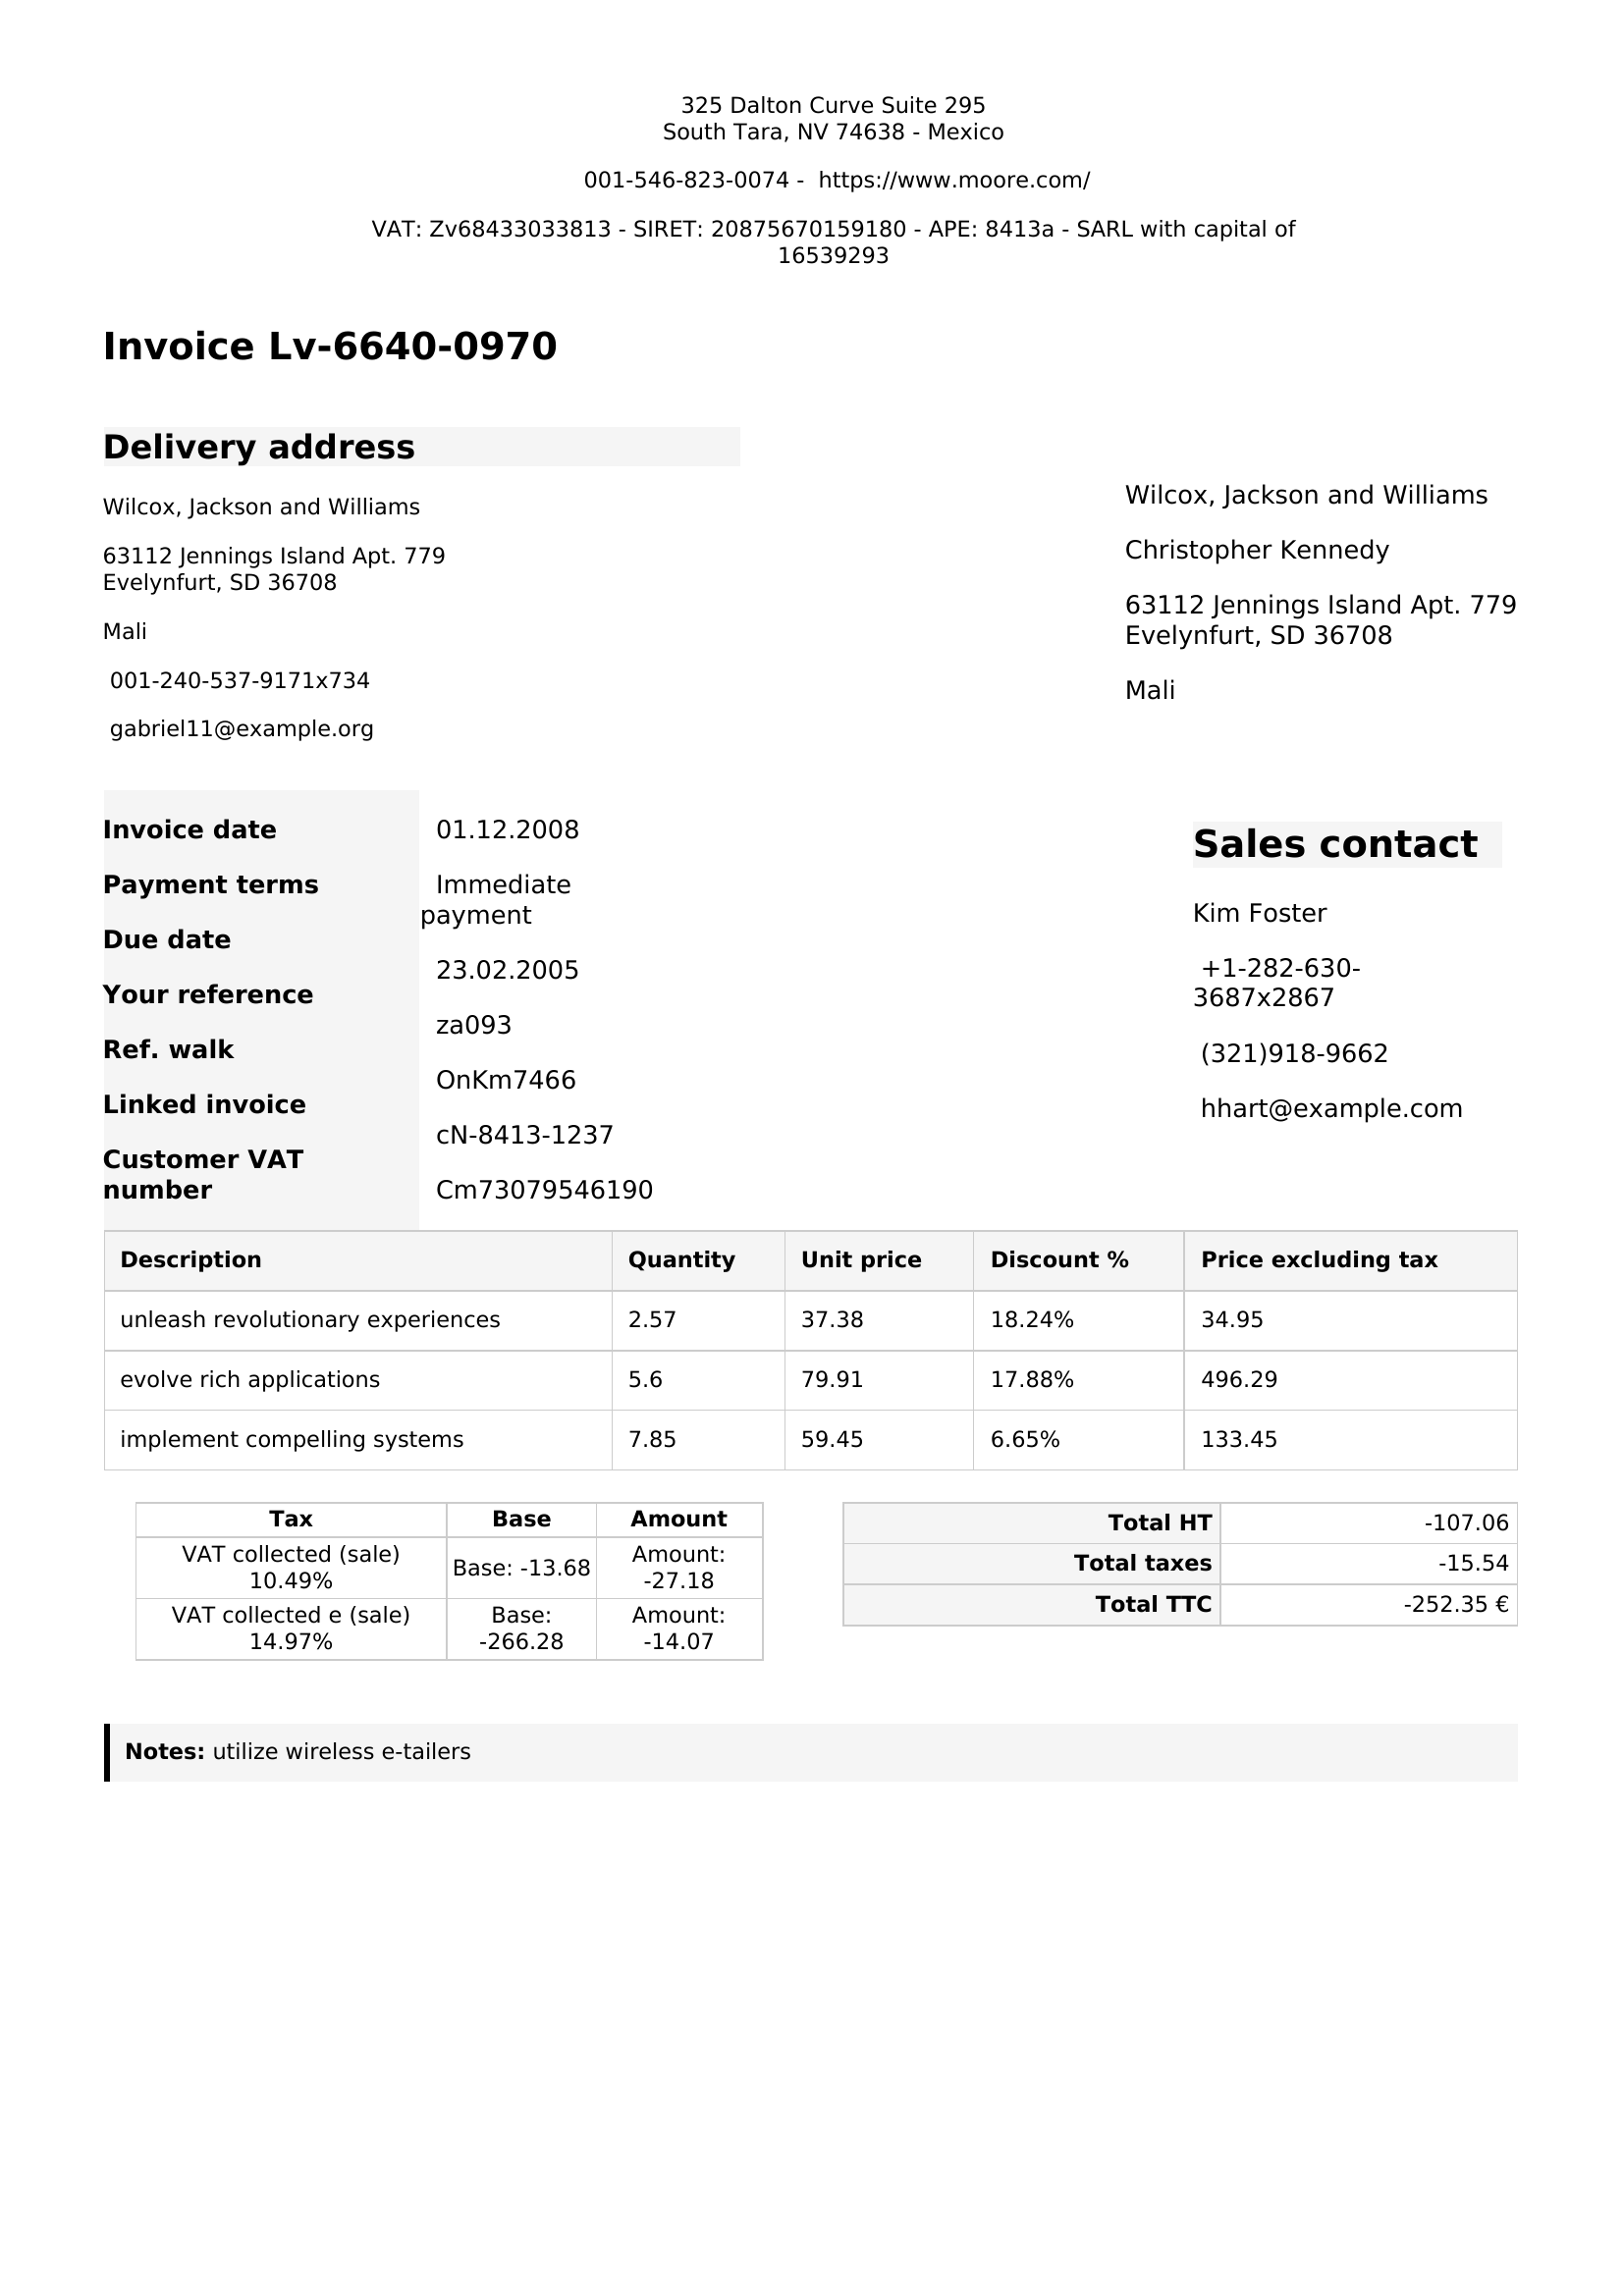 325 Dalton Curve Suite 295
South Tara, NV 74638 - Mexico
001-546-823-0074 - https://www.moore.com/
VAT: Zv68433033813 - SIRET: 20875670159180 - APE: 8413a - SARL with capital of
16539293
Invoice Lv-6640-0970
Delivery address
Wilcox, Jackson and Williams
63112 Jennings Island Apt. 779
Evelynfurt, SD 36708
Mali
001-240-537-9171x734
gabriel11@example.org
Wilcox, Jackson and Williams
Christopher Kennedy
63112 Jennings Island Apt. 779
Evelynfurt, SD 36708
Mali
Invoice date
Payment terms
Due date
Your reference
Ref. walk
Linked invoice
Customer VAT
number
01.12.2008
Immediate
payment
23.02.2005
za093
OnKm7466
cN-8413-1237
Cm73079546190
Sales contact
Kim Foster
+1-282-630-
3687x2867
(321)918-9662
hhart@example.com
Description Quantity Unit price Discount % Price excluding tax
unleash revolutionary experiences 2.57 37.38 18.24% 34.95
evolve rich applications 5.6 79.91 17.88% 496.29
implement compelling systems 7.85 59.45 6.65% 133.45
Tax Base Amount
VAT collected (sale)
10.49%
Base: -13.68
Amount:
-27.18
VAT collected e (sale)
14.97%
Base:
-266.28
Amount:
-14.07
Total HT -107.06
Total taxes -15.54
Total TTC -252.35 €
Notes: utilize wireless e-tailers